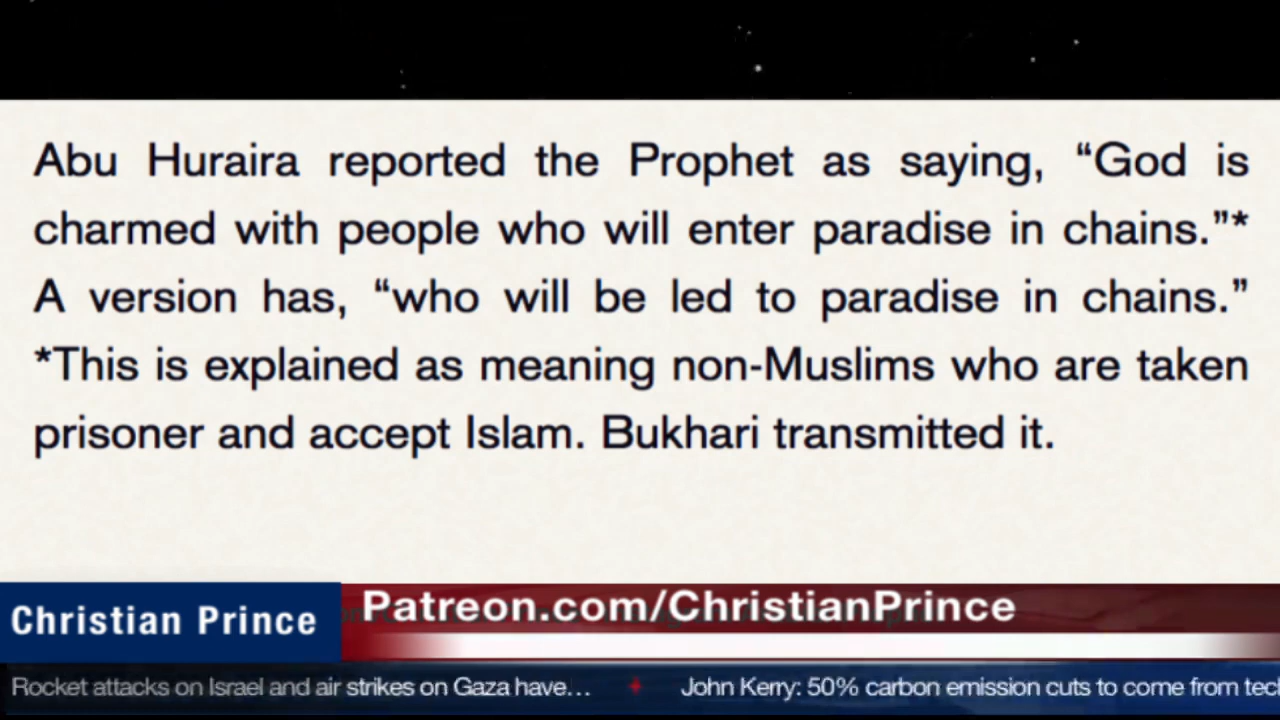 Abu Huraira reported the Prophet as saying, “God is
charmed with people who will enter paradise in chains.”*
A version has, “who will be led to paradise in chains.”
*This is explained as meaning non-Muslims who are taken
prisoner and accept Islam. Bukhari transmitted it.
Christian Prince
Patreon.com/ChristianPrince
Rocket attacks on Israel and air strikes on Gaza have… + John Kerry: 50% carbon emission cuts to come from